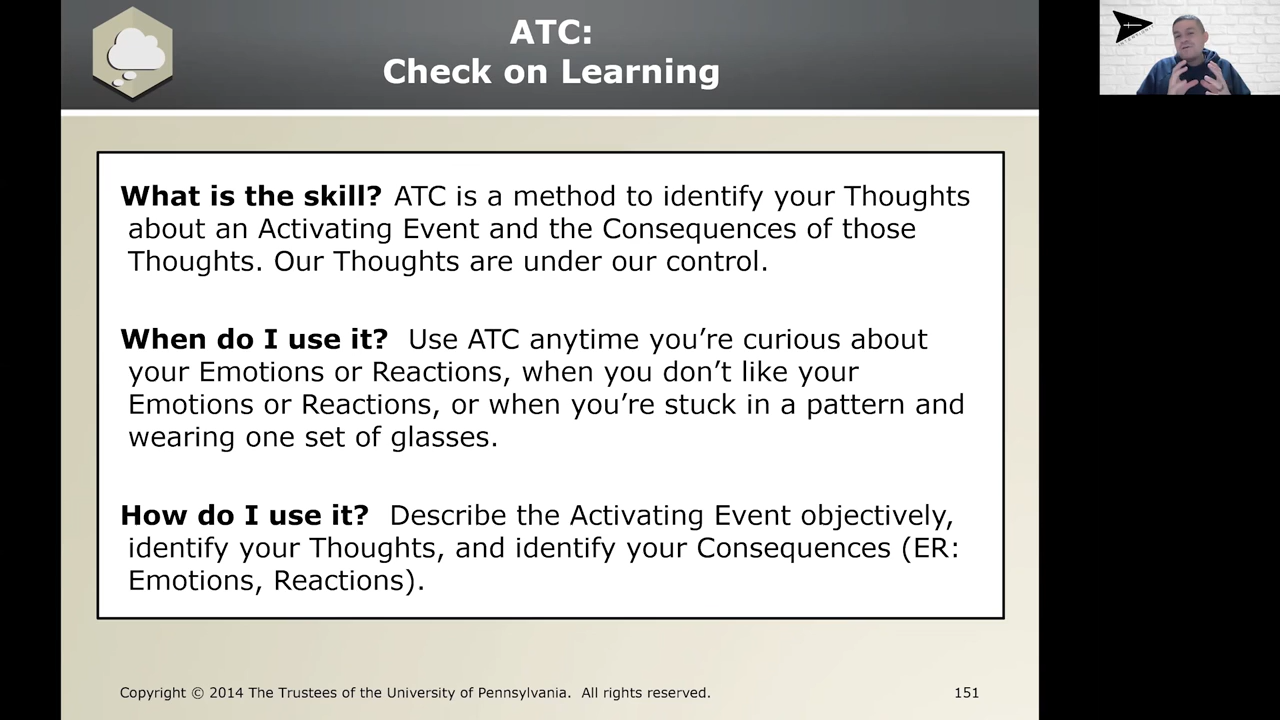 ATC:
Check on Learning
What is the skill? ATC is a method to identify your Thoughts
about an Activating Event and the Consequences of those
Thoughts. Our Thoughts are under our control.
When do I use it? Use ATC anytime you’re curious about
your Emotions or Reactions, when you don’t like your
Emotions or Reactions, or when you’re stuck in a pattern and
wearing one set of glasses.
How do I use it? Describe the Activating Event objectively,
identify your Thoughts, and identify your Consequences (ER:
Emotions, Reactions).
Copyright © 2014 The Trustees of the University of Pennsylvania. All rights reserved.
151